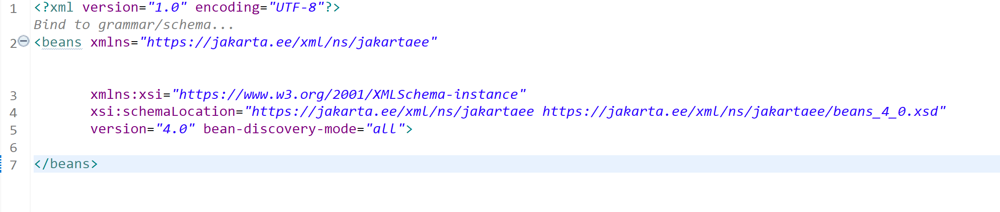 1 <?xml version="1.0" encoding="UTF-8"?>
Bind to grammar/schema...
2 <beans xmlns="https://jakarta.ee/xml/ns/jakartaee"
3 xmlns:xsi="https://www.w3.org/2001/XMLSchema-instance"
4 xsi:schemaLocation="https://jakarta.ee/xml/ns/jakartaee https://jakarta.ee/xml/ns/jakartaee/beans_4_0.xsd"
5 version="4.0" bean-discovery-mode="all">
6
7 </beans>